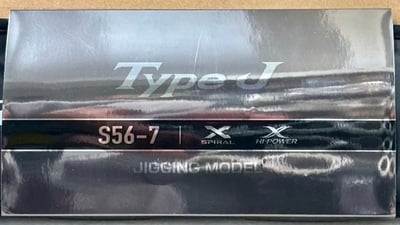 Type-J
S56-7 | X SPIRAL X HI-POWER
JIGGING MODEL